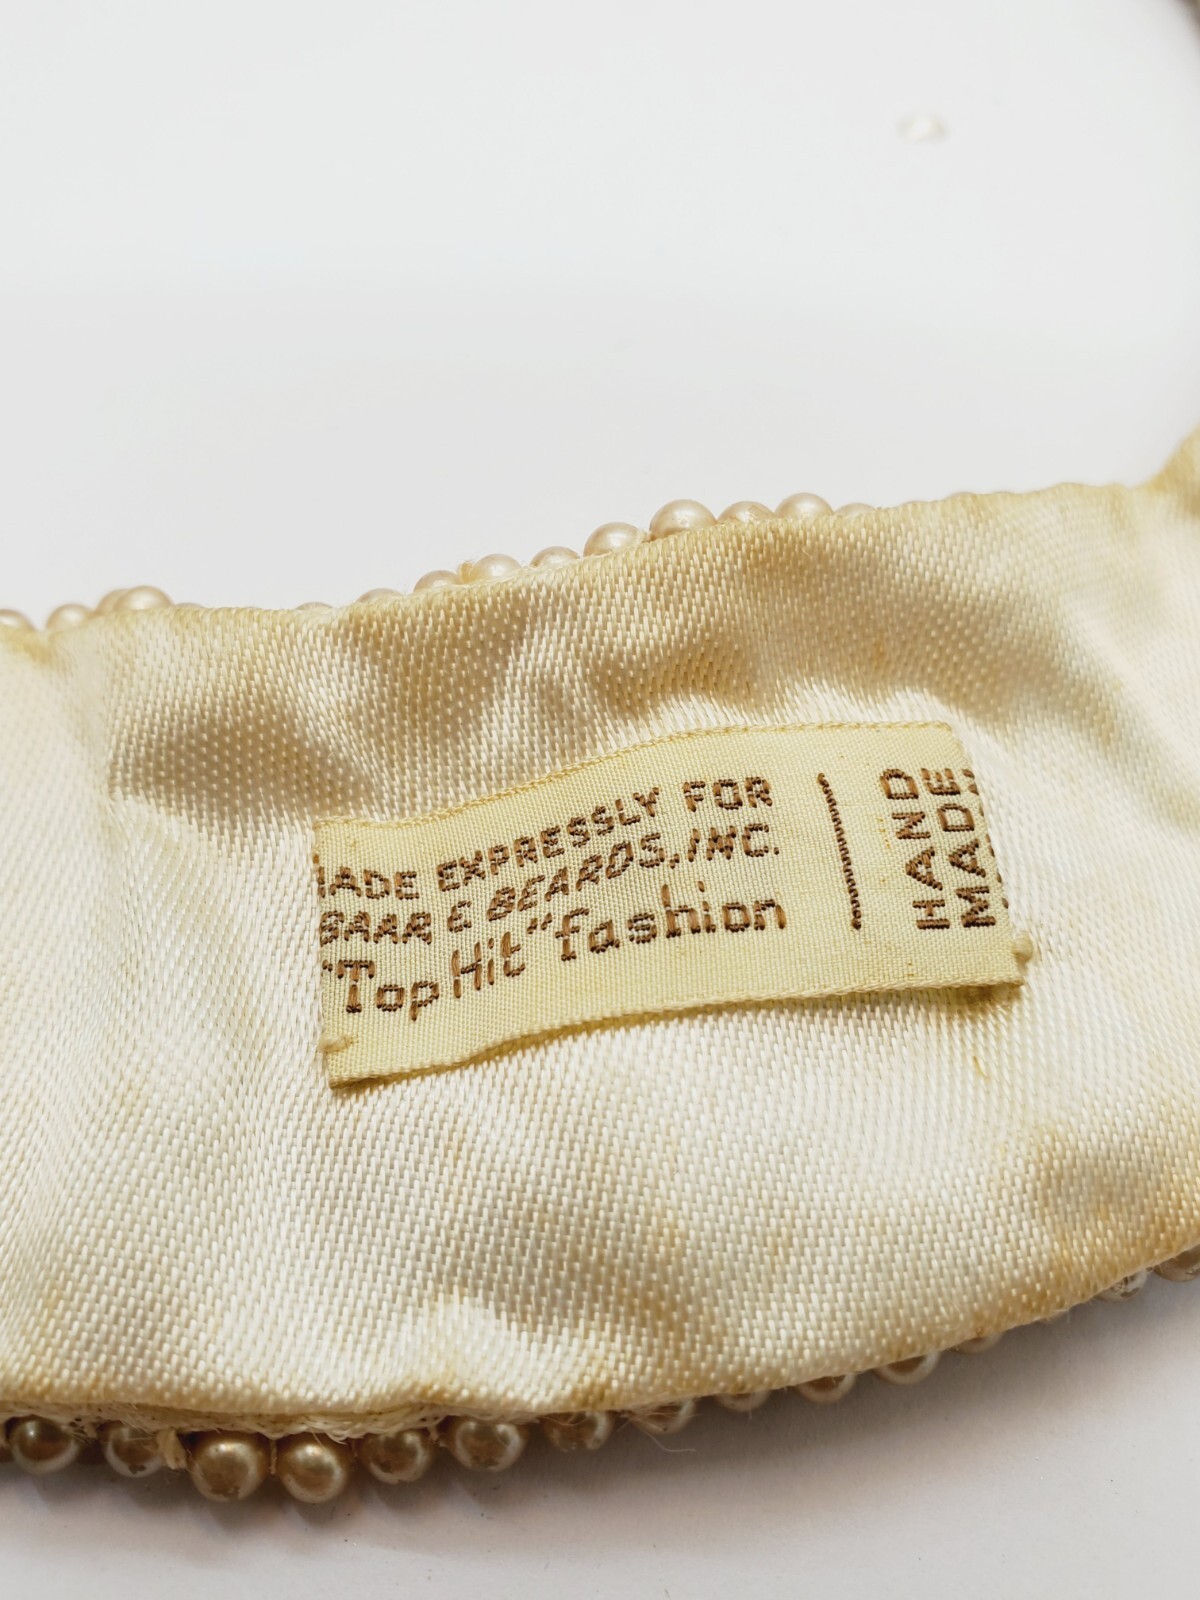 MADE EXPRESSLY FOR
BAAR & BEARDS, INC.
"Top Hit" fashion
HAND
MADE